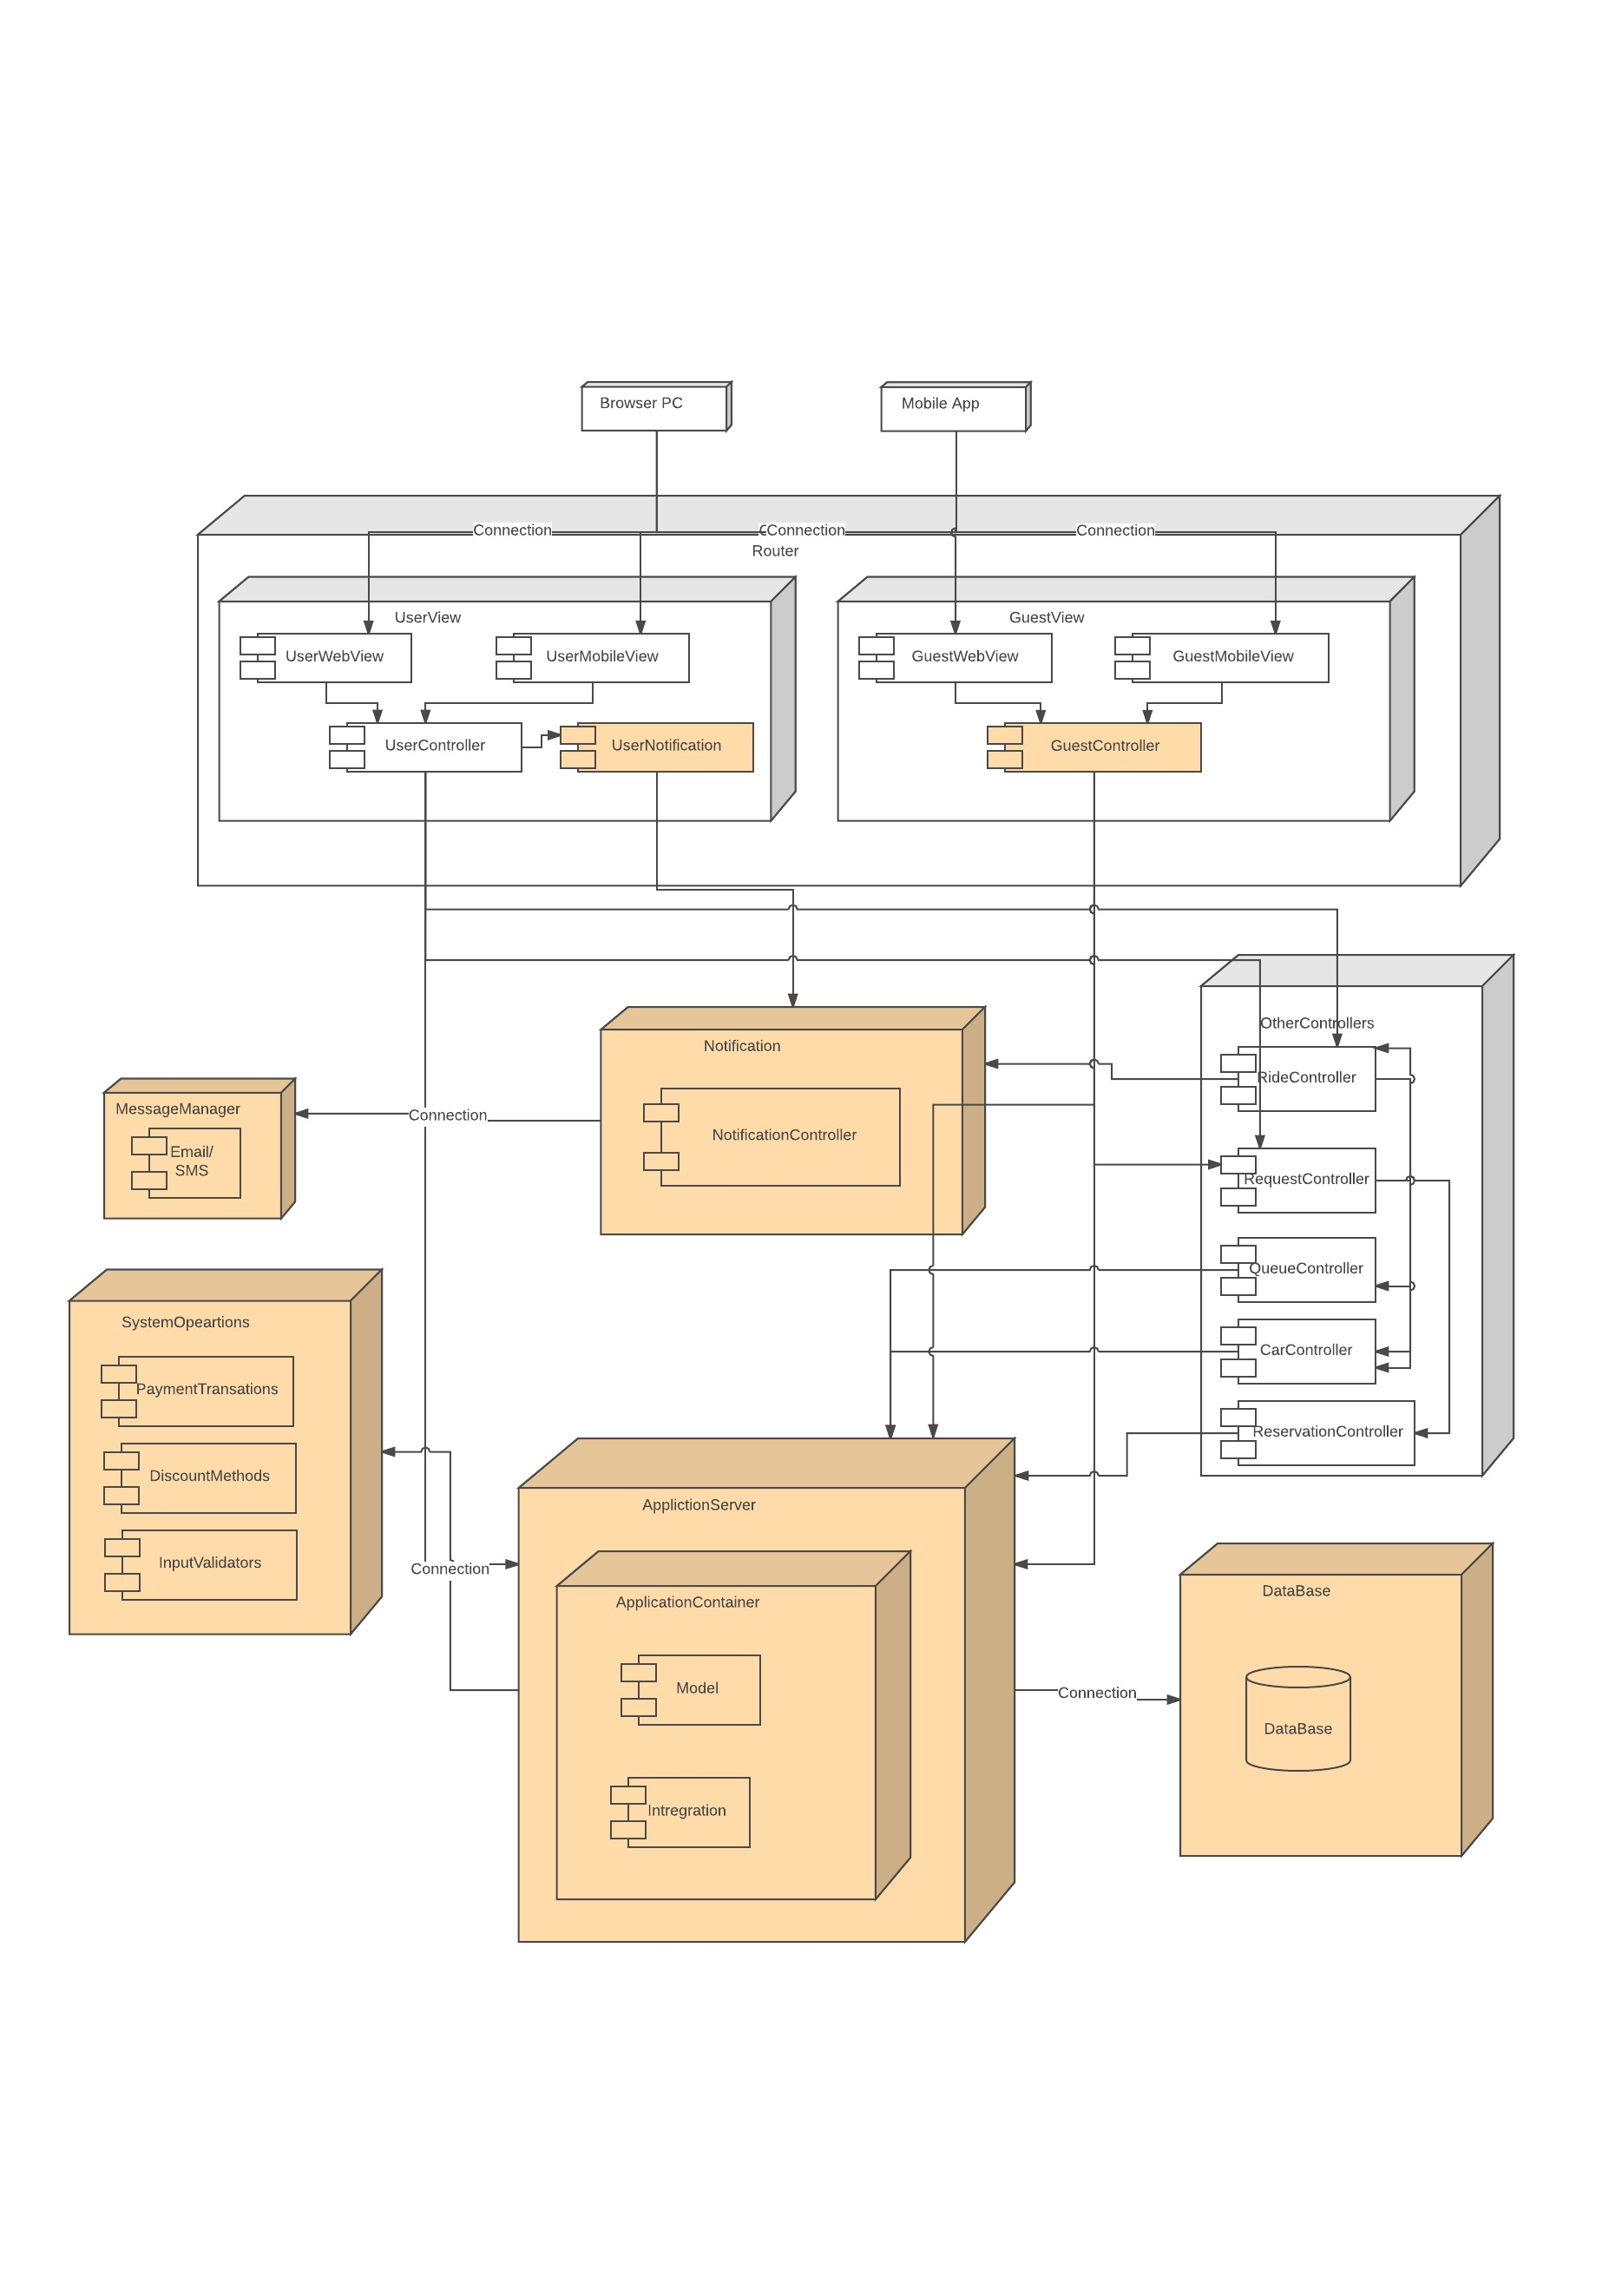 Browser PC
Mobile App
Connection
Connection
Connection
Router
UserView
GuestView
UserWebView
UserMobileView
GuestWebView
GuestMobileView
UserController
UserNotification
GuestController
OtherControllers
Notification
RideController
MessageManager
Connection
NotificationController
Email/
SMS
RequestController
QueueController
SystemOpeartions
CarController
PaymentTransations
ReservationController
DiscountMethods
ApplictionServer
InputValidators
Connection
DataBase
ApplicationContainer
Model
Connection
DataBase
Intregration